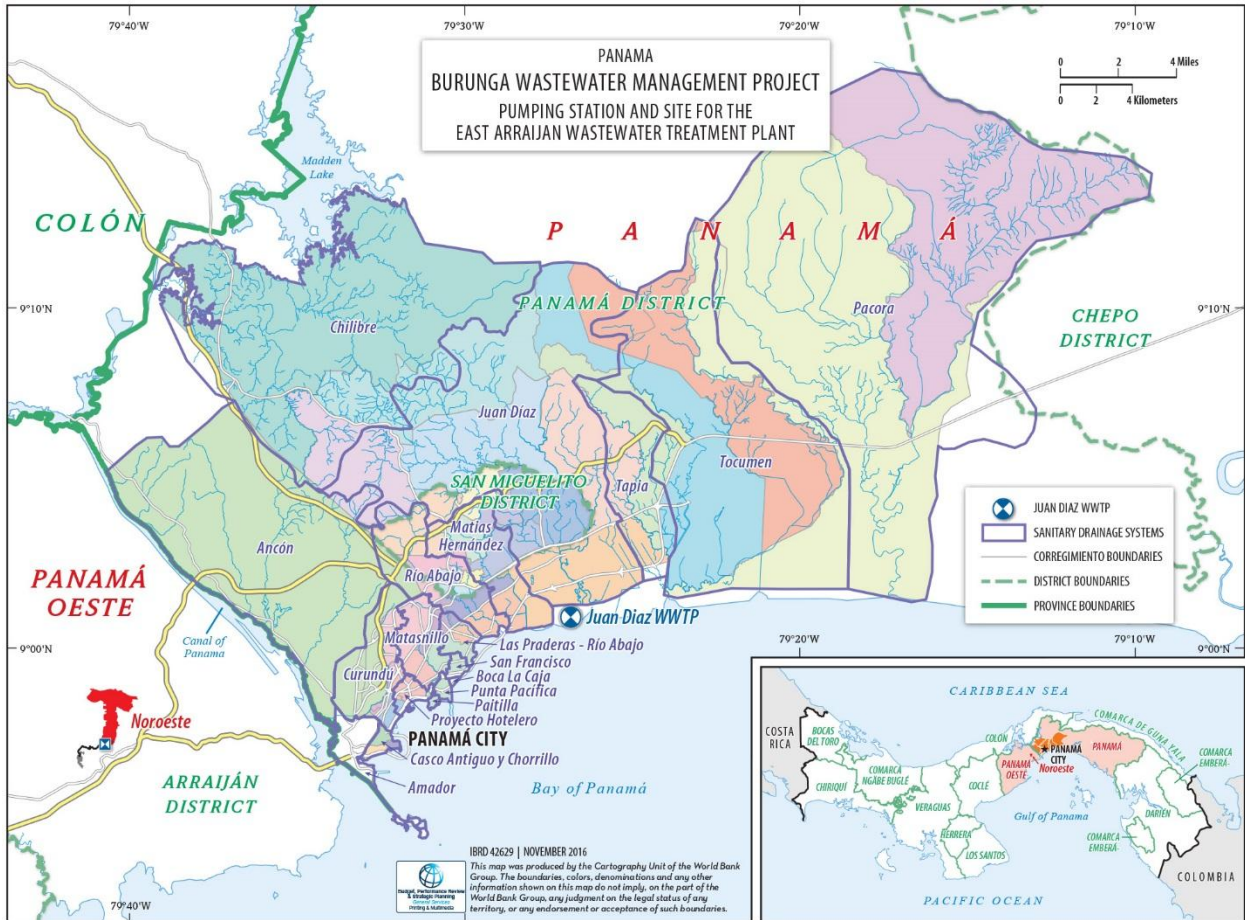 79°40'W
79°30'W
79°20'W
79°10'W
PANAMA
BURUNGA WASTEWATER MANAGEMENT PROJECT
PUMPING STATION AND SITE FOR THE
EAST ARRAIJAN WASTEWATER TREATMENT PLANT
0 2 4 Miles
0 2 4 Kilometers
Madden
Lake
COLÓN
PANAMÁ
9°10'N
9°10'N
PANAMÁ DISTRICT
Chilibre
Pacora
CHEPO
DISTRICT
Juan Díaz
SAN MIGUELITO
DISTRICT
Tapia
Tocumen
Matías
Hernández
Ancón
Río Abajo
PANAMÁ
OESTE
Canal of
Panama
Juan Diaz WWTP
Matasnillo
Las Praderas - Río Abajo
San Francisco
Curundú
Boca La Caja
Punta Pacífica
Paitilla
Proyecto Hotelero
PANAMÁ CITY
Casco Antiguo y Chorrillo
Amador
Noroeste
ARRAIJÁN
DISTRICT
Bay of Panamá
JUAN DIAZ WWTP
SANITARY DRAINAGE SYSTEMS
CORREGIMIENTO BOUNDARIES
DISTRICT BOUNDARIES
PROVINCE BOUNDARIES
9°00'N
79°20'W
79°10'W
9°00'N
CARIBBEAN SEA
COSTA
RICA
BOCAS
DEL TORO
COMARCA DE GUNA YALA
COLÓN
PANAMÁ
CITY
PANAMÁ
COMARCA
EMBERÁ
PANAMÁ
OESTE
Noroeste
CHIRIQUÍ
COMARCA
NGÄBE BUGLÉ
COCLÉ
VERAGUAS
Gulf of Panama
DARIÉN
HERRERA
COMARCA
EMBERÁ
LOS SANTOS
COLOMBIA
PACIFIC OCEAN
79°40'W
Budget, Performance Review
& Strategic Planning
General Services
Printing & Multimedia
IBRD 42629 | NOVEMBER 2016
This map was produced by the Cartography Unit of the World Bank
Group. The boundaries, colors, denominations and any other
information shown on this map do not imply, on the part of the
World Bank Group, any judgment on the legal status of any
territory, or any endorsement or acceptance of such boundaries.